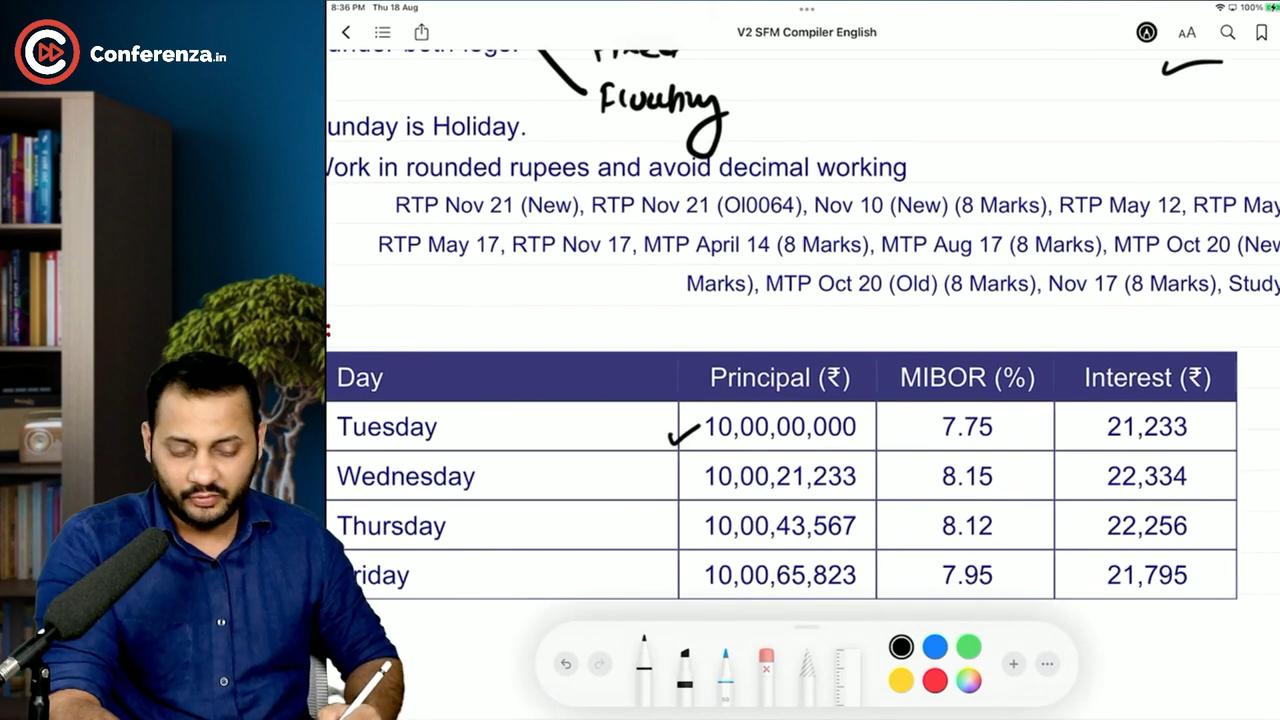 8:36 PM Thu 18 Aug
100%
V2 SFM Compiler English
AA
Conferenza.in
under both legs.
Fixed
Floating
unday is Holiday.
Work in rounded rupees and avoid decimal working
RTP Nov 21 (New), RTP Nov 21 (Ol0064), Nov 10 (New) (8 Marks), RTP May 12, RTP May
RTP May 17, RTP Nov 17, MTP April 14 (8 Marks), MTP Aug 17 (8 Marks), MTP Oct 20 (New
Marks), MTP Oct 20 (Old) (8 Marks), Nov 17 (8 Marks), Study
Day Principal (₹) MIBOR (%) Interest (₹)
Tuesday 10,00,00,000 7.75 21,233
Wednesday 10,00,21,233 8.15 22,334
Thursday 10,00,43,567 8.12 22,256
riday 10,00,65,823 7.95 21,795